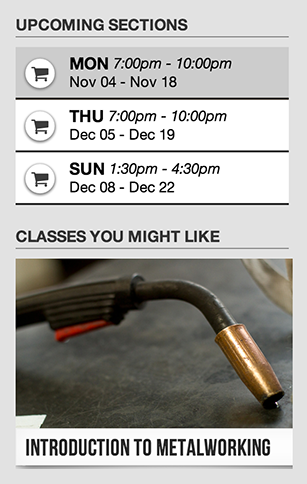 UPCOMING SECTIONS
MON 7:00pm - 10:00pm
Nov 04 - Nov 18
THU 7:00pm - 10:00pm
Dec 05 - Dec 19
SUN 1:30pm - 4:30pm
Dec 08 - Dec 22
CLASSES YOU MIGHT LIKE
INTRODUCTION TO METALWORKING